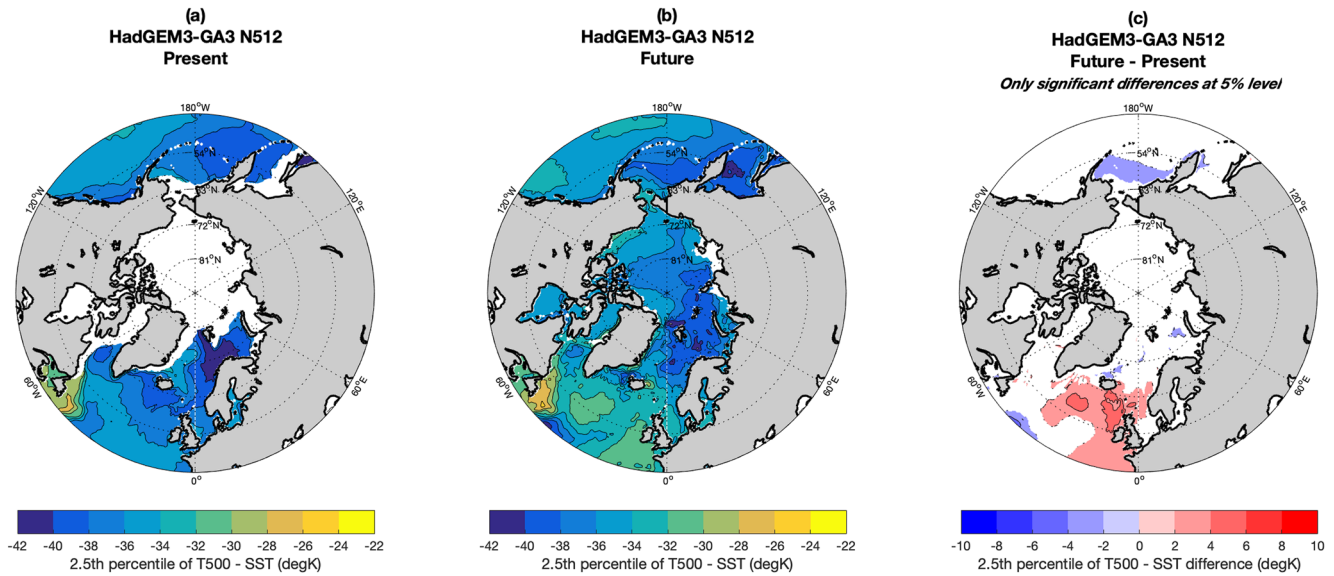 (a)
HadGEM3-GA3 N512
Present
180°W
54°N
63°N
72°N
81°N
120°W
120°E
60°W
60°E
0°
-42 -40 -38 -36 -34 -32 -30 -28 -26 -24 -22
2.5th percentile of T500 - SST (degK)
(b)
HadGEM3-GA3 N512
Future
180°W
54°N
63°N
72°N
81°N
120°W
120°E
60°W
60°E
0°
-42 -40 -38 -36 -34 -32 -30 -28 -26 -24 -22
2.5th percentile of T500 - SST (degK)
(c)
HadGEM3-GA3 N512
Future - Present
Only significant differences at 5% level
180°W
54°N
63°N
72°N
81°N
120°W
120°E
60°W
60°E
0°
-10 -8 -6 -4 -2 0 2 4 6 8 10
2.5th percentile of T500 - SST difference (degK)